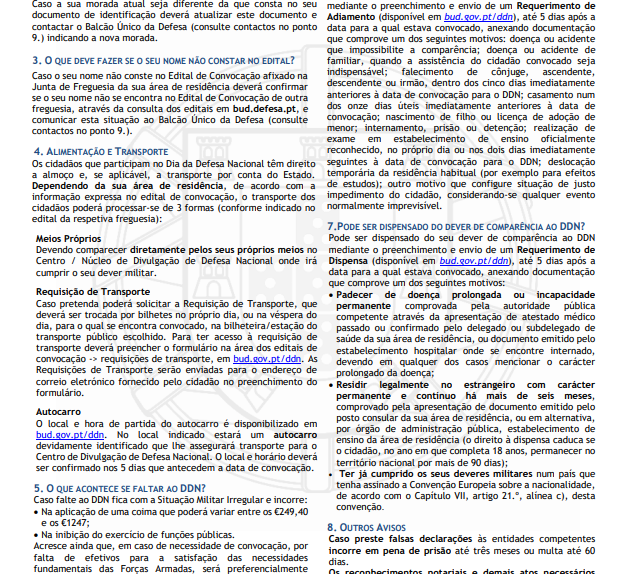 Caso a sua morada atual seja diferente da que consta no seu
documento de identificação deverá atualizar este documento e
contactar o Balcão Único da Defesa (consulte contactos no ponto
9.) indicando a nova morada.
3. O QUE DEVE FAZER SE O SEU NOME NÃO CONSTAR NO EDITAL?
Caso o seu nome não conste no Edital de Convocação afixado na
Junta de Freguesia da sua área de residência deverá confirmar
se o seu nome não se encontra no Edital de Convocação de outra
freguesia, através da consulta dos editais em bud.defesa.pt, e
comunicar esta situação ao Balcão Único da Defesa (consulte
contactos no ponto 9.).
4. ALIMENTAÇÃO E TRANSPORTE
Os cidadãos que participam no Dia da Defesa Nacional têm direito
a almoço e, se aplicável, a transporte por conta do Estado.
Dependendo da sua área de residência, de acordo com a
informação expressa no edital de convocação, o transporte dos
cidadãos poderá processar-se de 3 formas (conforme indicado no
edital da respetiva freguesia):
Meios Próprios
Devendo comparecer diretamente pelos seus próprios meios no
Centro / Núcleo de Divulgação de Defesa Nacional onde irá
cumprir o seu dever militar.
Requisição de Transporte
Caso pretenda poderá solicitar a Requisição de Transporte, que
deverá ser trocada por bilhetes no próprio dia, ou na véspera do
dia, para o qual se encontra convocado, na bilheteira/estação do
transporte público escolhido. Para ter acesso à requisição de
transporte deverá preencher o formulário na área dos editais de
convocação -> requisições de transporte, em bud.gov.pt/ddn. As
Requisições de Transporte serão enviadas para o endereço de
correio eletrónico fornecido pelo cidadão no preenchimento do
formulário.
Autocarro
O local e hora de partida do autocarro é disponibilizado em
bud.gov.pt/ddn. No local indicado estará um autocarro
devidamente identificado que lhe assegurará transporte para o
Centro de Divulgação de Defesa Nacional. O local e horário deverá
ser confirmado nos 5 dias que antecedem a data de convocação.
5. O QUE ACONTECE SE FALTAR AO DDN?
Caso falte ao DDN fica com a Situação Militar Irregular e incorre:
• Na aplicação de uma coima que poderá variar entre os €249,40
e os €1247;
• Na inibição do exercício de funções públicas.
Acresce ainda que, em caso de necessidade de convocação, por
falta de efetivos para a satisfação das necessidades
fundamentais das Forças Armadas, será preferencialmente
mediante o preenchimento e envio de um Requerimento de
Adiamento (disponível em bud.gov.pt/ddn), até 5 dias após a
data para a qual estava convocado, anexando documentação
que comprove um dos seguintes motivos: doença ou acidente
que impossibilite a comparência; doença ou acidente de
familiar, quando a assistência do cidadão convocado seja
indispensável; falecimento de cônjuge, ascendente,
descendente ou irmão, dentro dos cinco dias imediatamente
anteriores à data de convocação para o DDN; casamento num
dos onze dias úteis imediatamente anteriores à data de
convocação; nascimento de filho ou licença de adoção de
menor; internamento, prisão ou detenção; realização de
exame em estabelecimento de ensino oficialmente
reconhecido, no próprio dia ou nos dois dias imediatamente
seguintes à data de convocação para o DDN; deslocação
temporária da residência habitual (por exemplo para efeitos
de estudos); outro motivo que configure situação de justo
impedimento do cidadão, considerando-se qualquer evento
normalmente imprevisível.
7.PODE SER DISPENSADO DO DEVER DE COMPARÊNCIA AO DDN?
Pode ser dispensado do seu dever de comparência ao DDN
mediante o preenchimento e envio de um Requerimento de
Dispensa (disponível em bud.gov.pt/ddn), até 5 dias após a
data para a qual estava convocado, anexando documentação
que comprove um dos seguintes motivos:
• Padecer de doença prolongada ou incapacidade
permanente comprovada pela autoridade pública
competente através da apresentação de atestado médico
passado ou confirmado pelo delegado ou subdelegado de
saúde da sua área de residência, ou documento emitido pelo
estabelecimento hospitalar onde se encontre internado,
devendo em qualquer dos casos mencionar o carácter
prolongado da doença;
• Residir legalmente no estrangeiro com carácter
permanente e contínuo há mais de seis meses,
comprovado pela apresentação de documento emitido pelo
posto consular da sua área de residência, ou em alternativa,
por órgão de administração pública, estabelecimento de
ensino da área de residência (o direito à dispensa caduca se
o cidadão, no ano em que completa 18 anos, permanecer no
território nacional por mais de 90 dias);
• Ter já cumprido os seus deveres militares num país que
tenha assinado a Convenção Europeia sobre a nacionalidade,
de acordo com o Capítulo VII, artigo 21.º, alínea c), desta
convenção.
8. OUTROS AVISOS
Caso preste falsas declarações às entidades competentes
incorre em pena de prisão até três meses ou multa até 60
dias.
Os reconhecimentos notariais e demais atos necessários